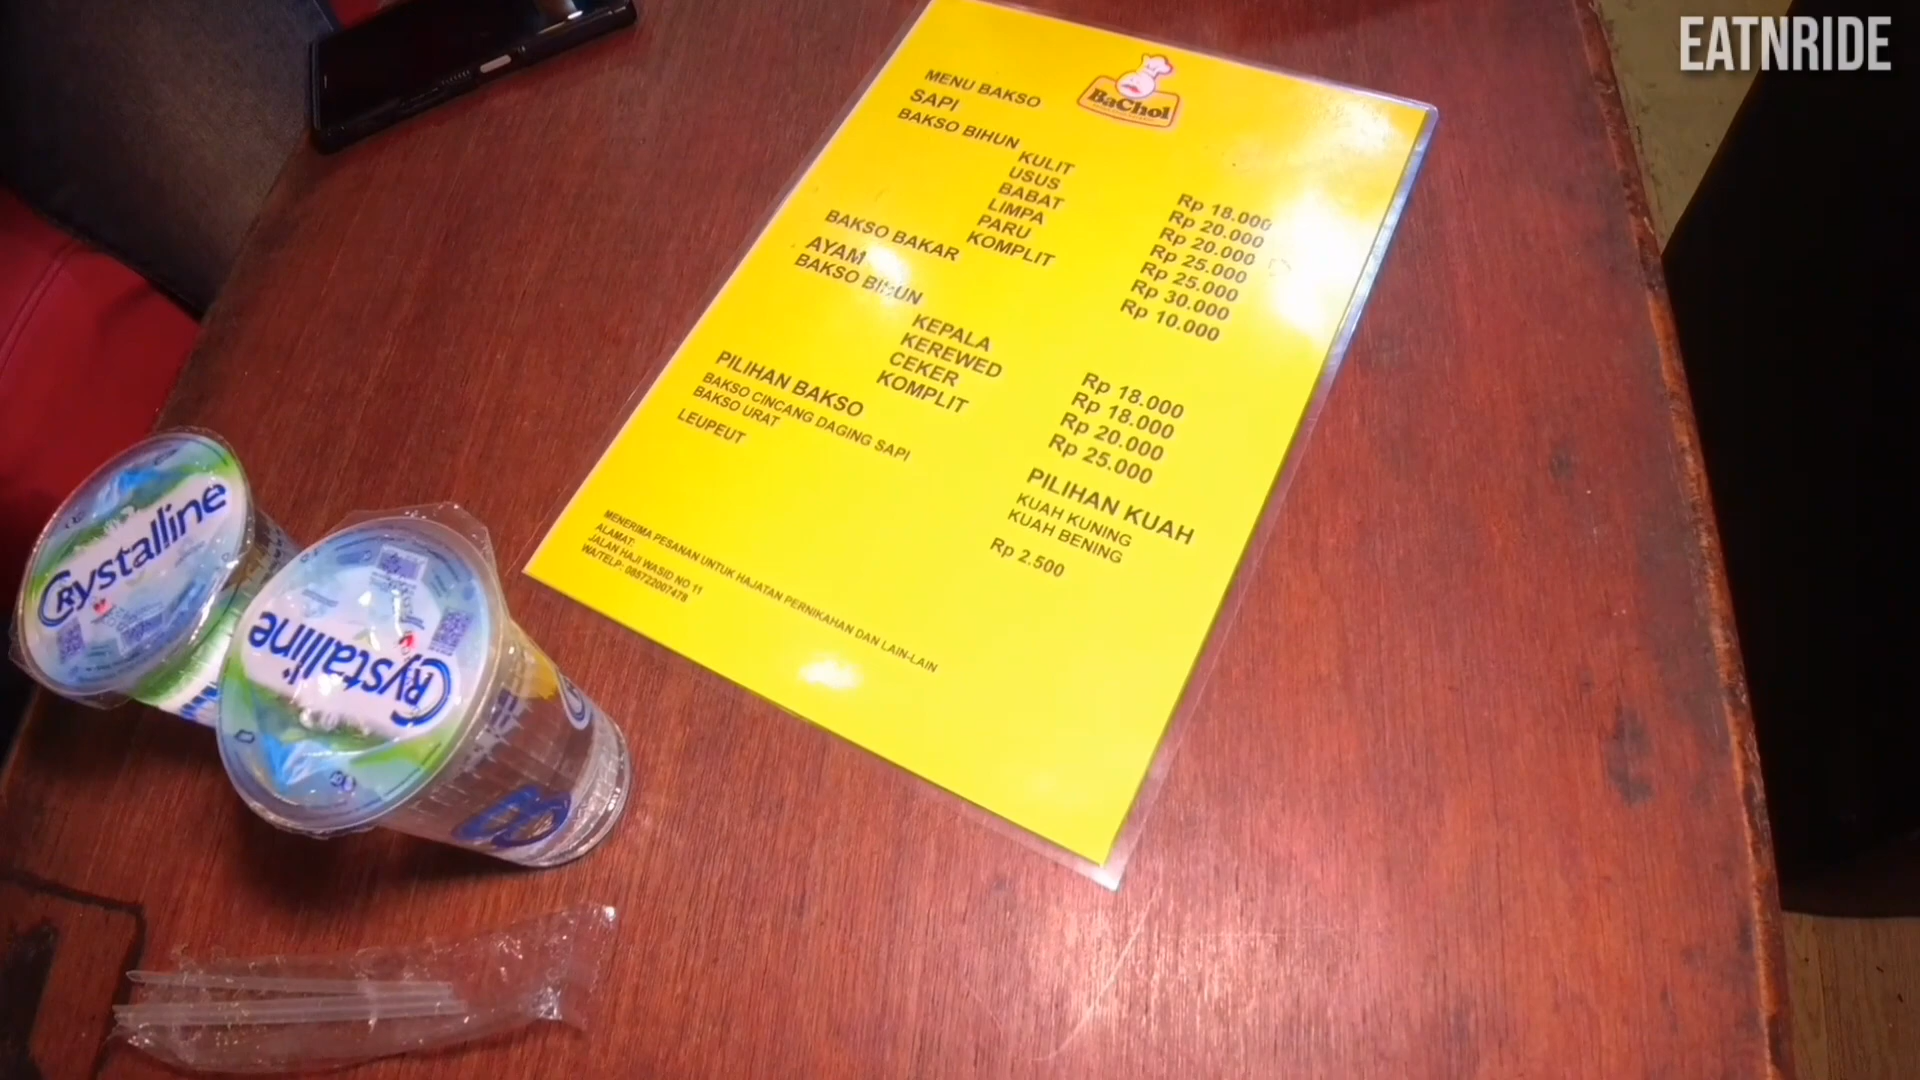 EATNRIDE
BaChol
MENU BAKSO
SAPI
BAKSO BIHUN
KULIT Rp 18.000
USUS Rp 20.000
BABAT Rp 20.000
LIMPA Rp 25.000
PARU Rp 25.000
KOMPLIT Rp 30.000
BAKSO BAKAR Rp 10.000
AYAM
BAKSO BIHUN
KEPALA Rp 18.000
KEREWED Rp 18.000
CEKER Rp 20.000
KOMPLIT Rp 25.000
PILIHAN BAKSO PILIHAN KUAH
BAKSO CINCANG DAGING SAPI KUAH KUNING
BAKSO URAT KUAH BENING
LEUPEUT Rp 2.500
MENERIMA PESANAN UNTUK HAJATAN PERNIKAHAN DAN LAIN-LAIN
ALAMAT:
JALAN HAJI WASID NO 11
WA/TELP: 085722007478
Crystalline
Crystalline